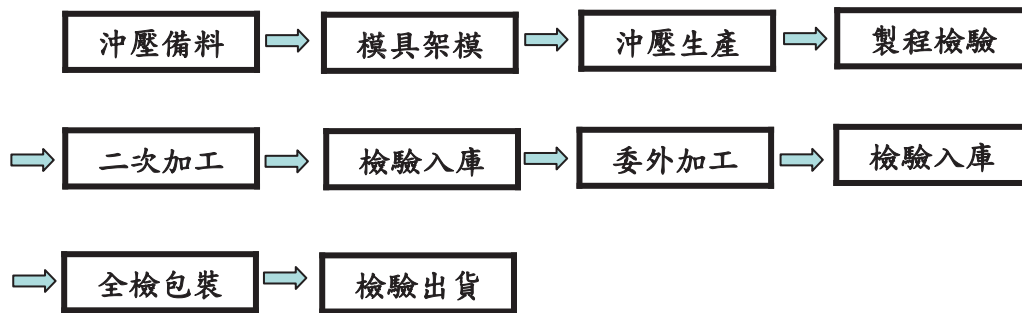 沖壓備料 模具架模 沖壓生產 製程檢驗
二次加工 檢驗入庫 委外加工 檢驗入庫
全檢包裝 檢驗出貨